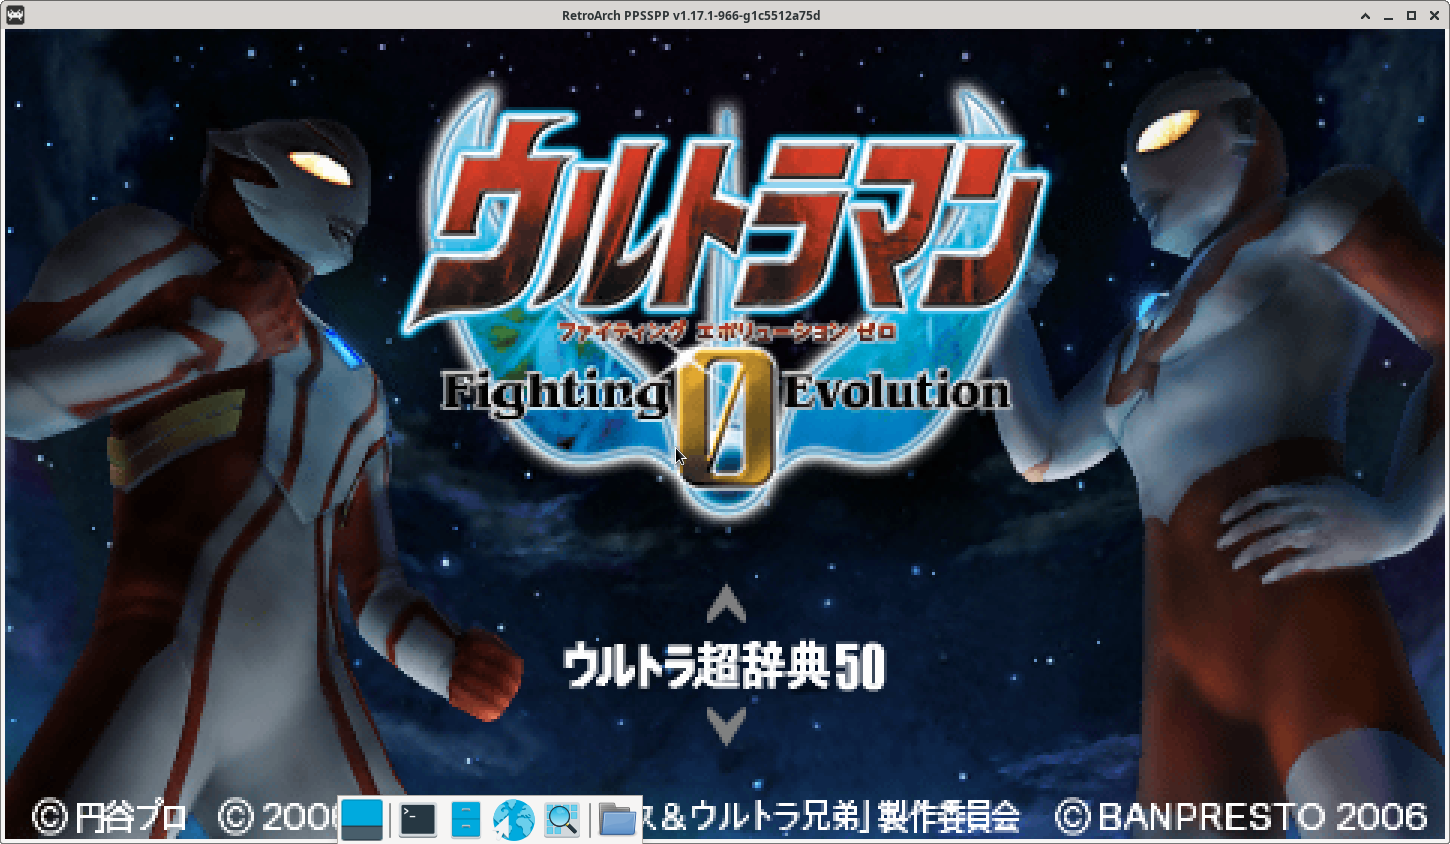 RetroArch PPSSPP v1.17.1-966-g1c5512a75d
ウルトラマン
ファイティング エボリューション ゼロ
Fighting 0 Evolution
ウルトラ超辞典50
©円谷プロ ©2006 ス&ウルトラ兄弟」製作委員会 ©BANPRESTO 2006